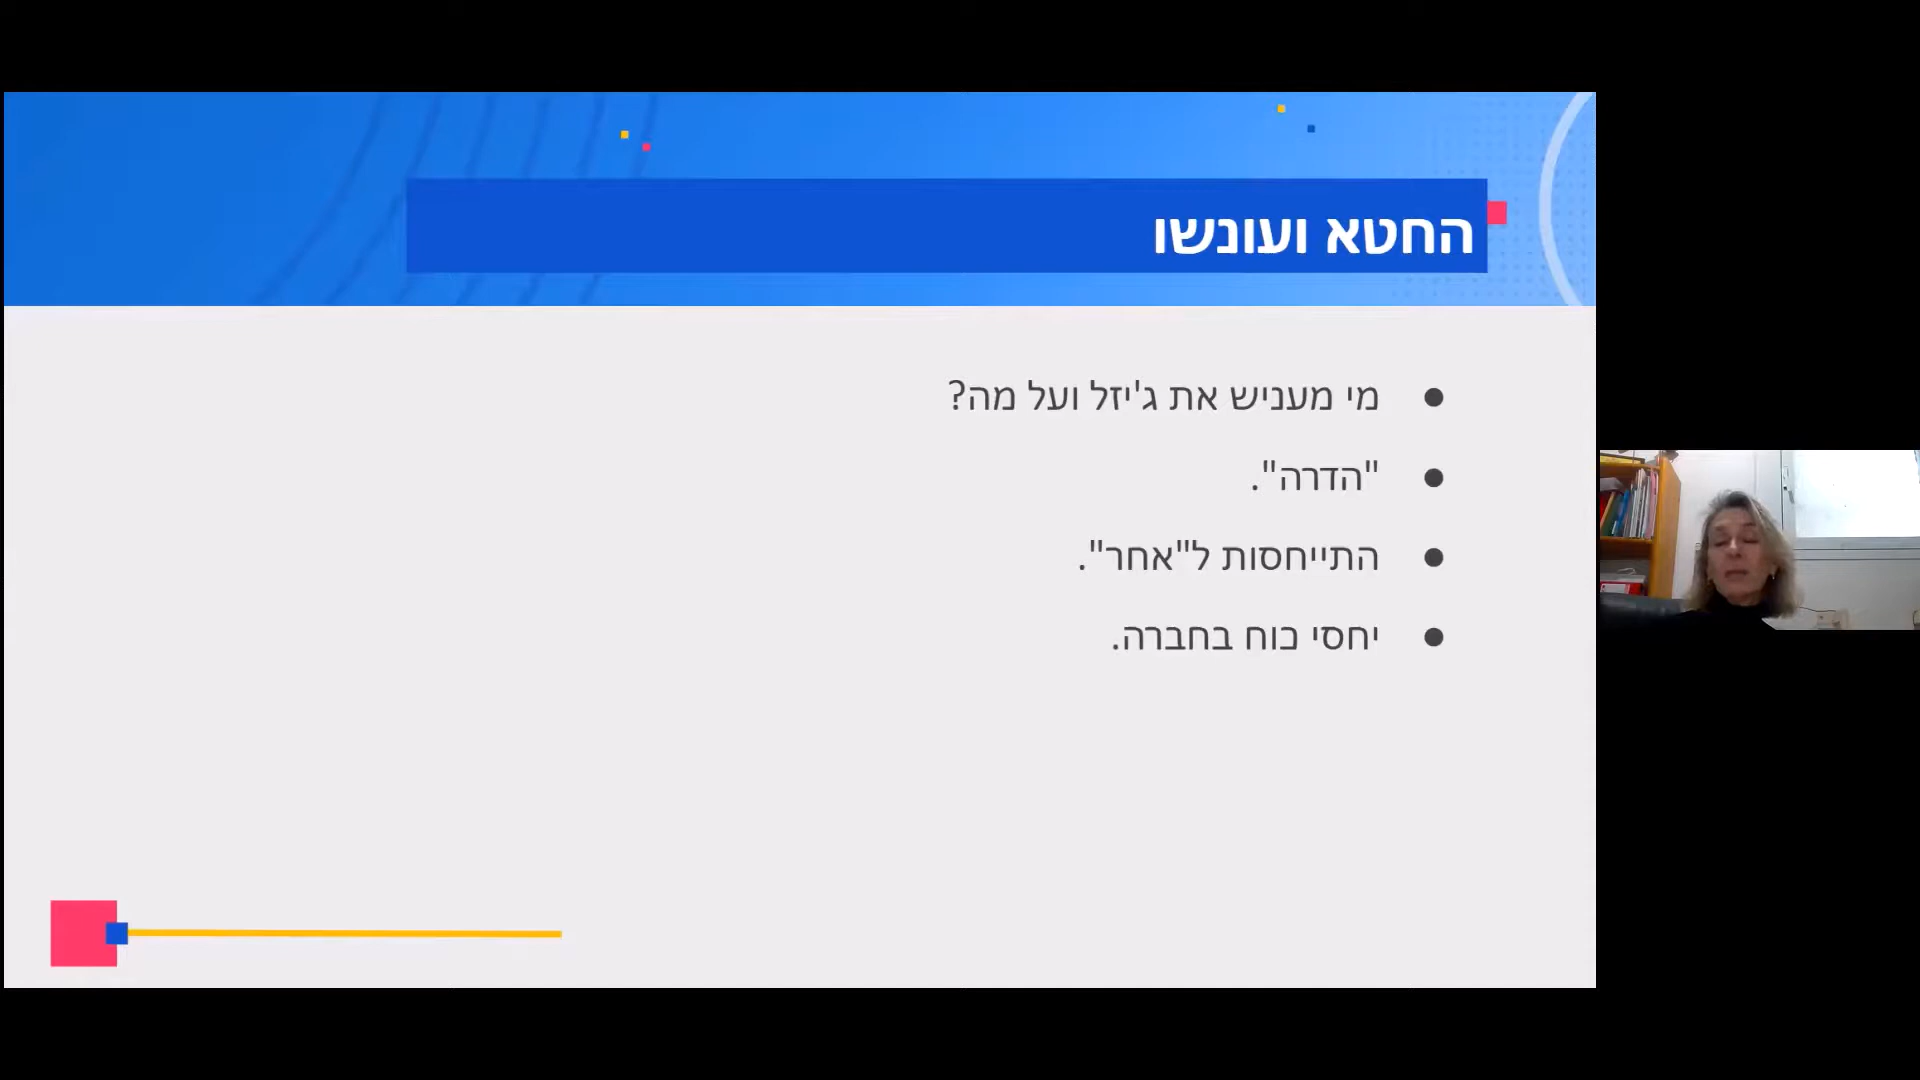 החטא ועונשו
מי מעניש את ג'יזל ועל מה?
"הדרה".
התייחסות ל"אחר".
יחסי כוח בחברה.